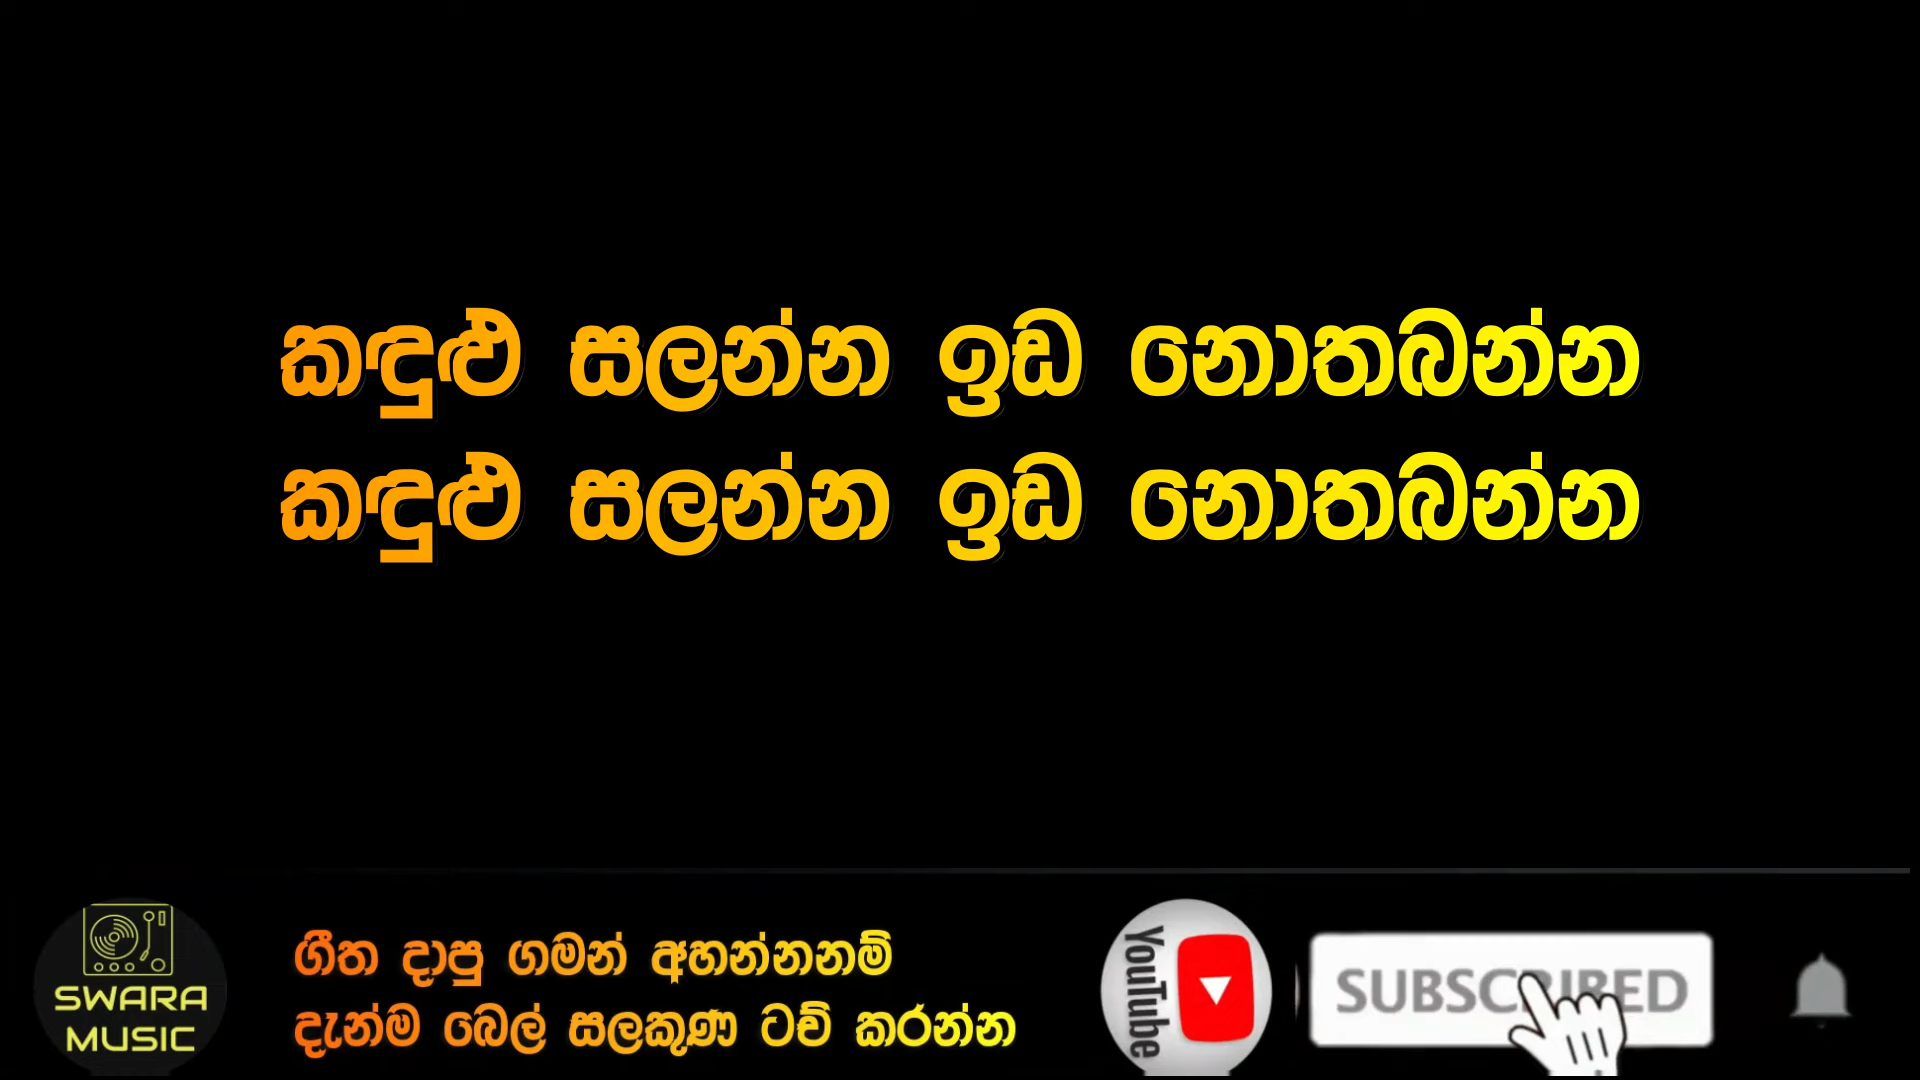 කඳුළු සලන්න ඉඩ නොතබන්න
කඳුළු සලන්න ඉඩ නොතබන්න
SWARA
MUSIC
ගීත දාපු ගමන් අහන්නනම්
දැන්ම බෙල් සලකුණ ටච් කරන්න
YouTube
SUBSCRIBED